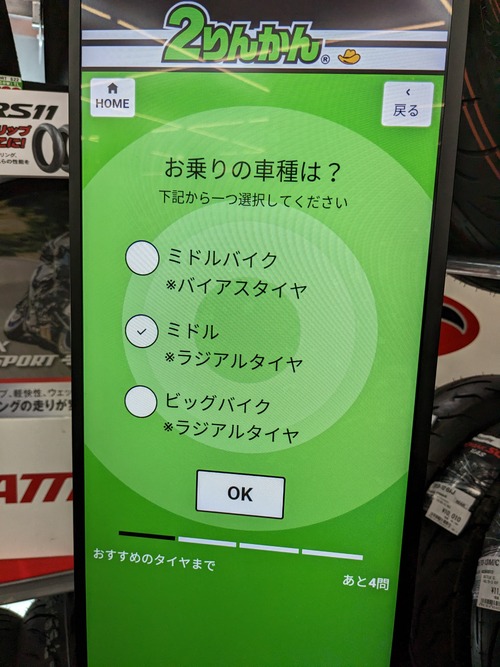 2りんかん®
HOME
戻る
お乗りの車種は？
下記から一つ選択してください
ミドルバイク
※バイアスタイヤ
ミドル
※ラジアルタイヤ
ビッグバイク
※ラジアルタイヤ
OK
おすすめのタイヤまで
あと4問
RS11
SPORT